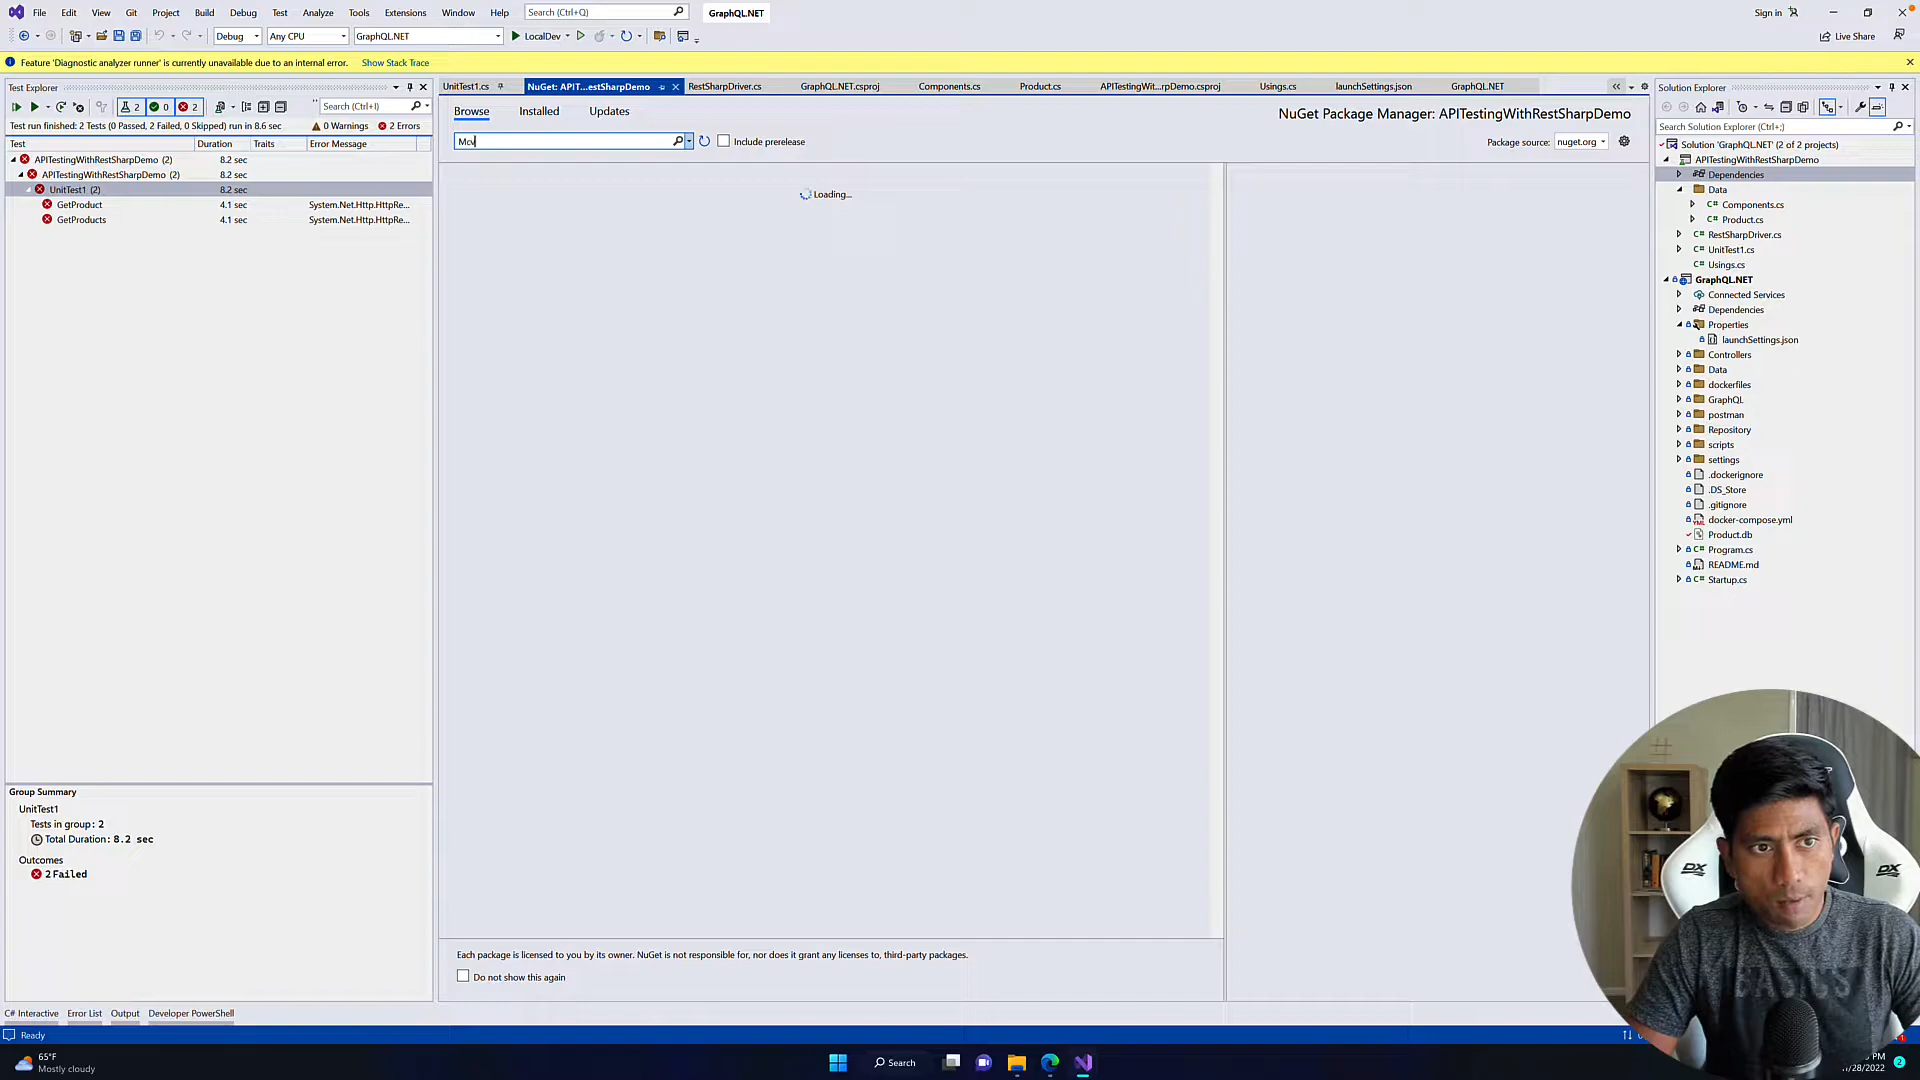 File Edit View Git Project Build Debug Test Analyze Tools Extensions Window Help Search (Ctrl+Q) GraphQL.NET Sign in
Debug Any CPU GraphQL.NET LocalDev Live Share
Feature 'Diagnostic analyzer runner' is currently unavailable due to an internal error. Show Stack Trace
Test Explorer
2 0 2 Search (Ctrl+I)
Test run finished: 2 Tests (0 Passed, 2 Failed, 0 Skipped) run in 8.6 sec 0 Warnings 2 Errors
Test Duration Traits Error Message
APITestingWithRestSharpDemo (2) 8.2 sec
APITestingWithRestSharpDemo (2) 8.2 sec
UnitTest1 (2) 8.2 sec
GetProduct 4.1 sec System.Net.Http.HttpRe...
GetProducts 4.1 sec System.Net.Http.HttpRe...
Group Summary
UnitTest1
Tests in group: 2
Total Duration: 8.2 sec
Outcomes
2 Failed
UnitTest1.cs NuGet: APIT...estSharpDemo RestSharpDriver.cs GraphQL.NET.csproj Components.cs Product.cs APITestingWit...rpDemo.csproj Usings.cs launchSettings.json GraphQL.NET
Browse Installed Updates NuGet Package Manager: APITestingWithRestSharpDemo
Mcv Include prerelease Package source: nuget.org
Loading...
Each package is licensed to you by its owner. NuGet is not responsible for, nor does it grant any licenses to, third-party packages.
Do not show this again
Solution Explorer
Search Solution Explorer (Ctrl+;)
Solution 'GraphQL.NET' (2 of 2 projects)
APITestingWithRestSharpDemo
Dependencies
Data
Components.cs
Product.cs
RestSharpDriver.cs
UnitTest1.cs
Usings.cs
GraphQL.NET
Connected Services
Dependencies
Properties
launchSettings.json
Controllers
Data
dockerfiles
GraphQL
postman
Repository
scripts
settings
.dockerignore
.DS_Store
.gitignore
docker-compose.yml
Product.db
Program.cs
README.md
Startup.cs
DX DX
BASICS
C# Interactive Error List Output Developer PowerShell
Ready
65°F
Mostly cloudy
Search
PM
/28/2022
2